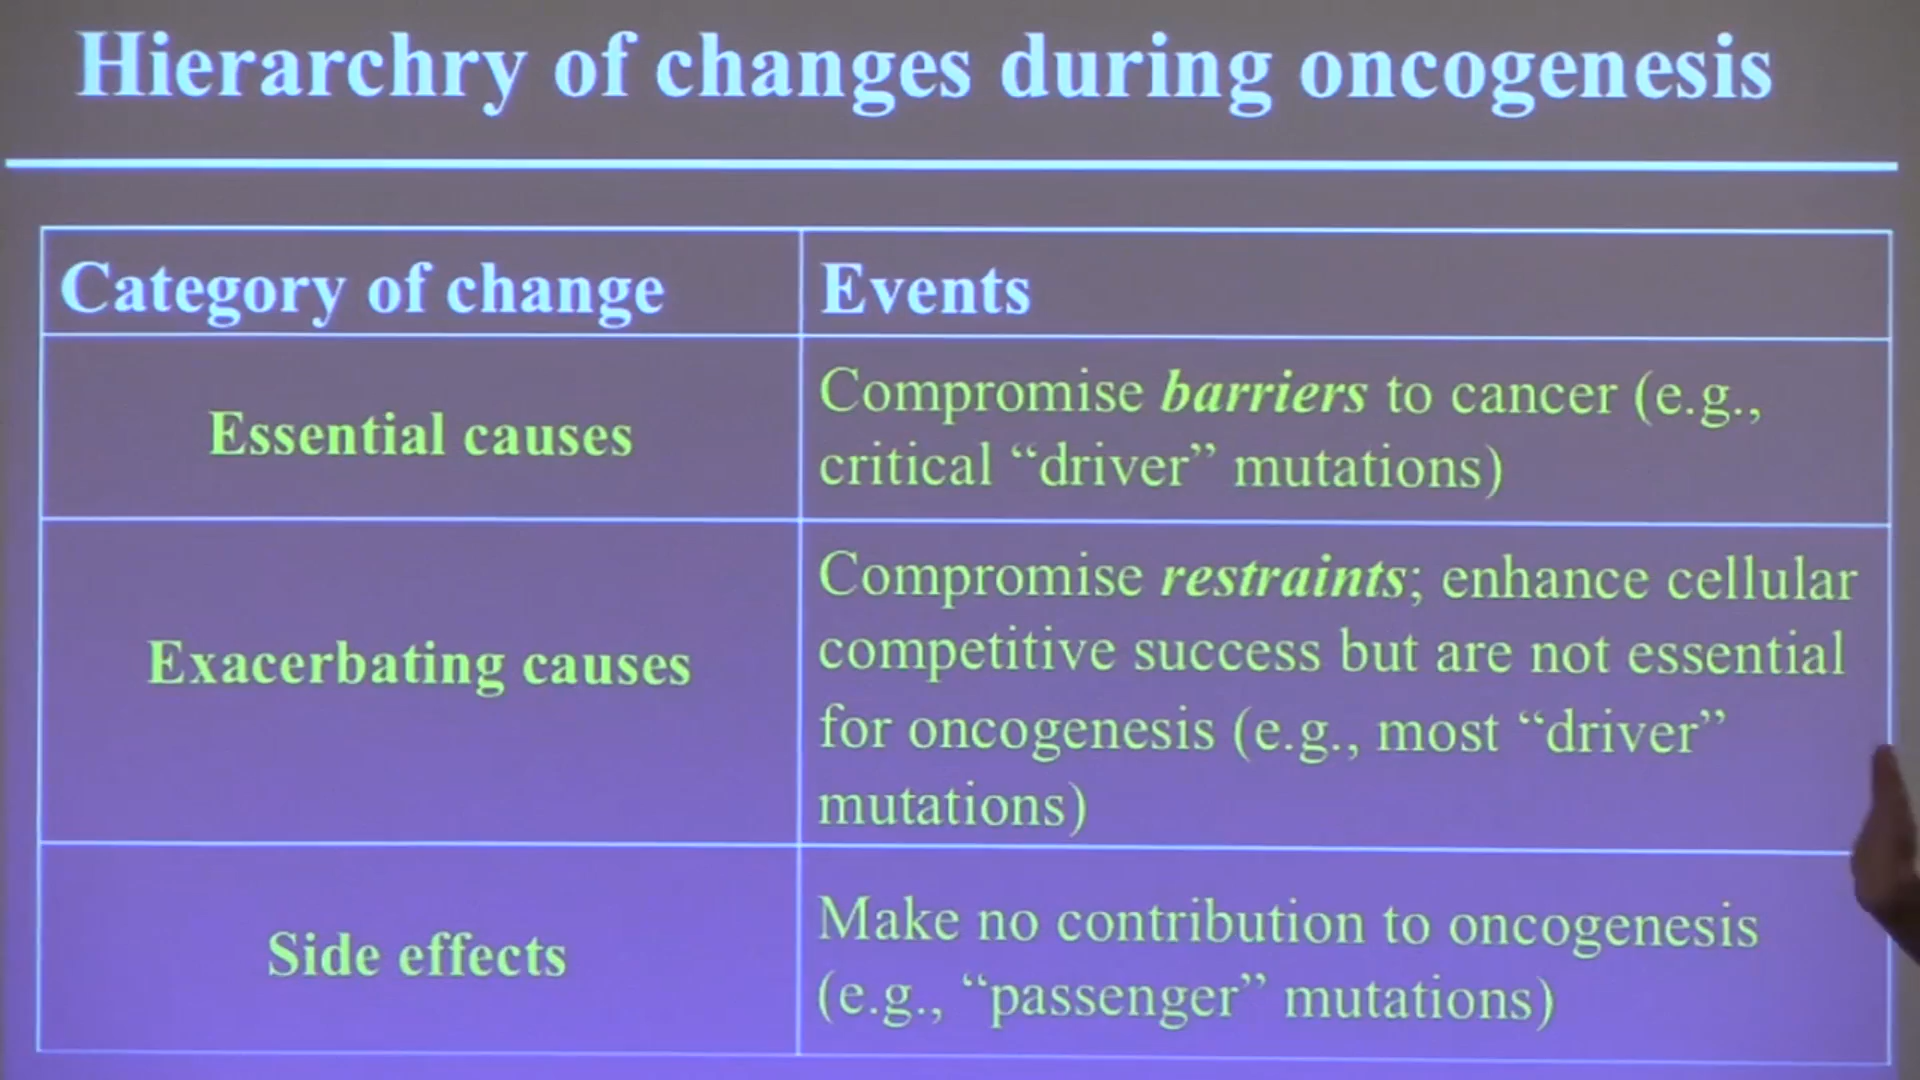 Hierarchry of changes during oncogenesis
Category of change
Events
Essential causes
Compromise barriers to cancer (e.g.,
critical “driver” mutations)
Exacerbating causes
Compromise restraints; enhance cellular
competitive success but are not essential
for oncogenesis (e.g., most “driver”
mutations)
Side effects
Make no contribution to oncogenesis
(e.g., “passenger” mutations)